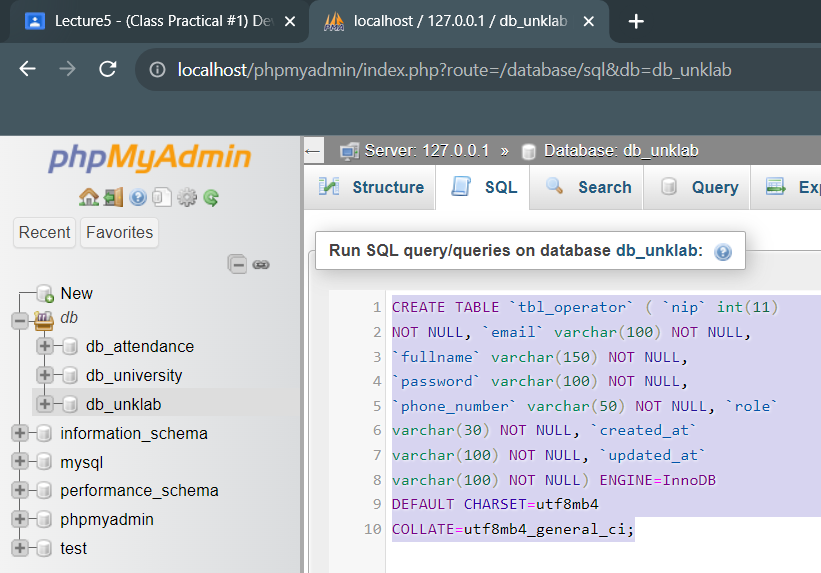 Lecture5 - (Class Practical #1) De
localhost / 127.0.0.1 / db_unklab
localhost/phpmyadmin/index.php?route=/database/sql&db=db_unklab
phpMyAdmin
Recent
Favorites
New
db
db_attendance
db_university
db_unklab
information_schema
mysql
performance_schema
phpmyadmin
test
Server: 127.0.0.1 » Database: db_unklab
Structure
SQL
Search
Query
Exp
Run SQL query/queries on database db_unklab:
1 CREATE TABLE `tbl_operator` ( `nip` int(11)
2 NOT NULL, `email` varchar(100) NOT NULL,
3 `fullname` varchar(150) NOT NULL,
4 `password` varchar(100) NOT NULL,
5 `phone_number` varchar(50) NOT NULL, `role`
6 varchar(30) NOT NULL, `created_at`
7 varchar(100) NOT NULL, `updated_at`
8 varchar(100) NOT NULL) ENGINE=InnoDB
9 DEFAULT CHARSET=utf8mb4
10 COLLATE=utf8mb4_general_ci;